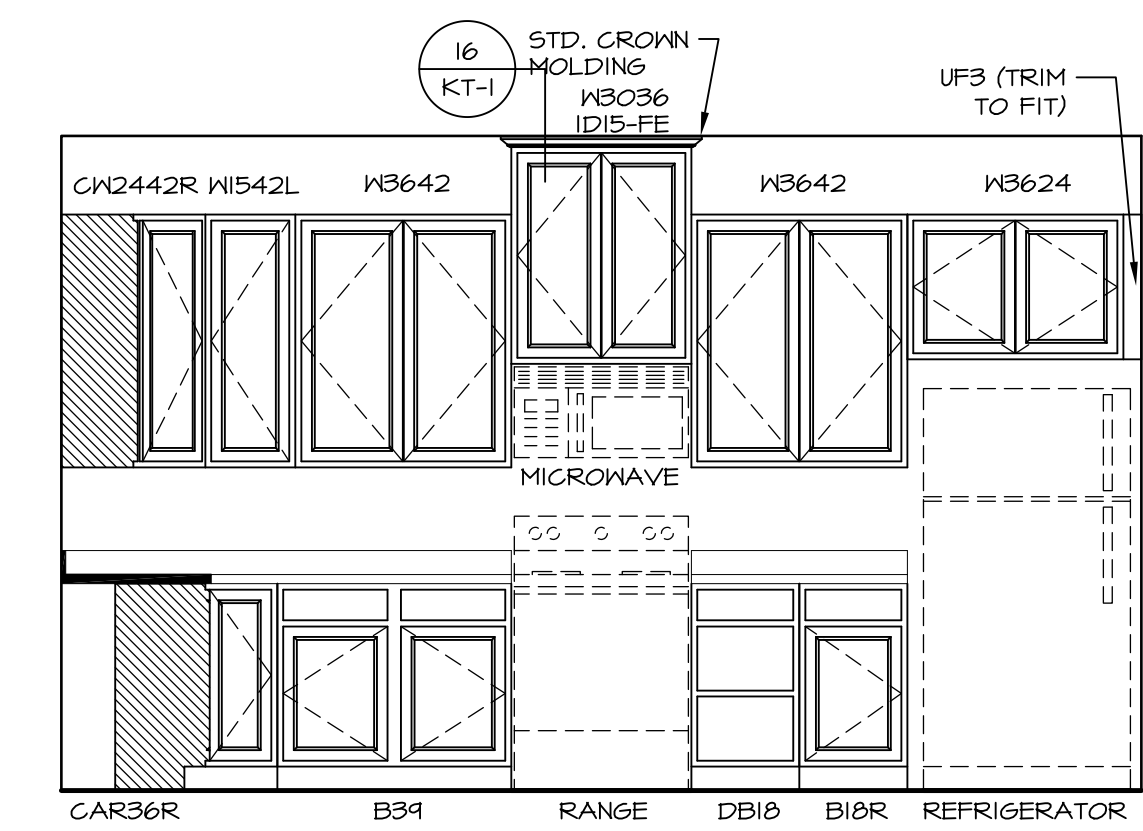 16
KT-1
STD. CROWN
MOLDING
W3036
1D15-FE
UF3 (TRIM
TO FIT)
CW2442R W1542L W3642 W3642 W3624
MICROWAVE
CAR36R B39 RANGE DB18 B18R REFRIGERATOR